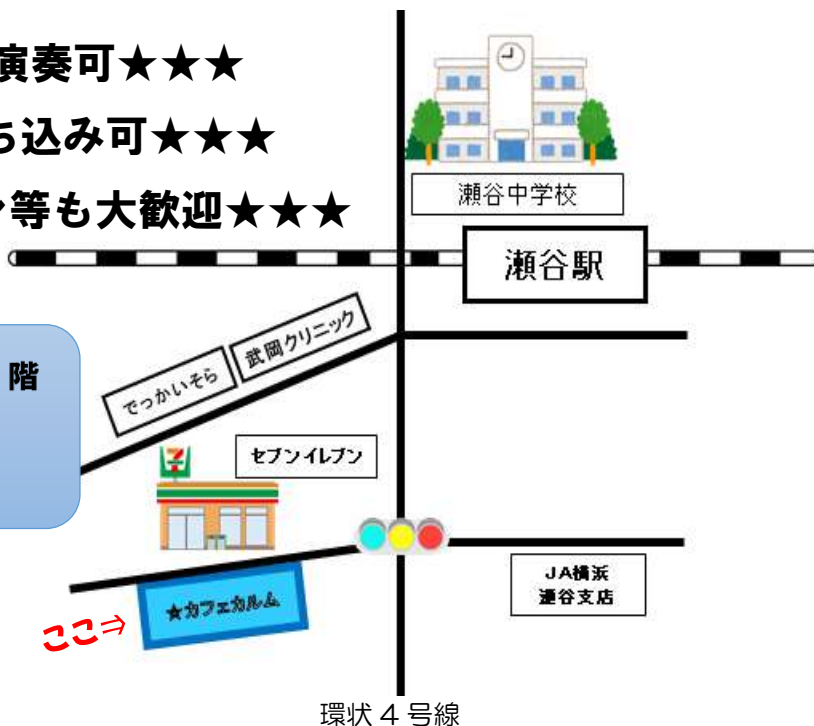 演奏可★★★
ち込み可★★★
等も大歓迎★★★
瀬谷中学校
瀬谷駅
武岡クリニック
でっかいそら
階
セブンイレブン
7
JA横浜
瀬谷支店
★カフェカルム
ここ⇒
環状4号線